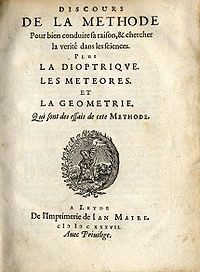 DISCOURS
DE LA METHODE
Pour bien conduire sa raison, & chercher
la verité dans les sciences.
PLUS
LA DIOPTRIQVE.
LES METEORES.
ET
LA GEOMETRIE.
Qui sont des essais de cete METHODE.
A LEYDE
De l'Imprimerie de IAN MAIRE.
CIↃ IↃ C XXXVII.
Auec Priuilege.